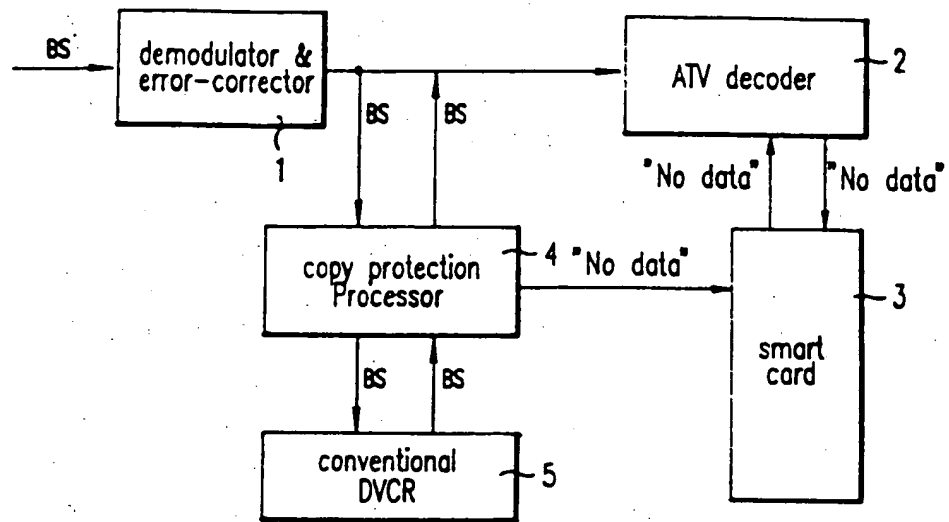 BS
demodulator &
error-corrector
1
ATV decoder
2
BS
BS
"No data"
"No data"
copy protection
Processor
4
"No data"
smart
card
3
BS
BS
conventional
DVCR
5